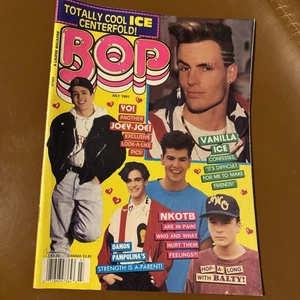 TOTALLY COOL ICE
CENTERFOLD!
BOP
JULY 1991
YO!
ANOTHER
JOEY-JOE!
EXCLUSIVE
LOOK-A-LIKE
PICS!
VANILLA
ICE
CONFESSES,
"IT'S DIFFICULT
FOR ME TO MAKE
FRIENDS!"
NKOTB
ARE IN PAIN!
WHO AND WHAT
HURT THEIR
FEELINGS?!
DAMON
PAMPOLINA'S
STRENGTH IS A-PARENT!
HOP-A-LONG
WITH BALTY!